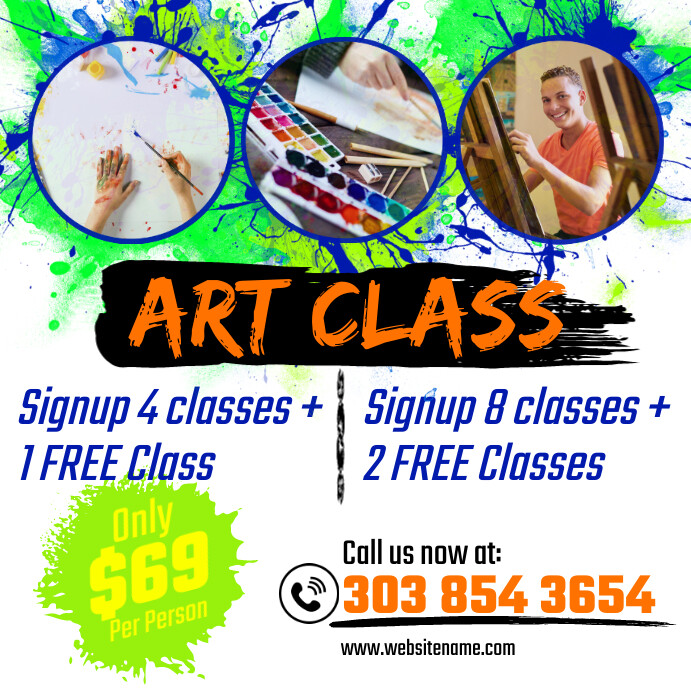 ART CLASS
Signup 4 classes +
1 FREE Class
Signup 8 classes +
2 FREE Classes
Only
$69
Per Person
Call us now at:
303 854 3654
www.websitename.com